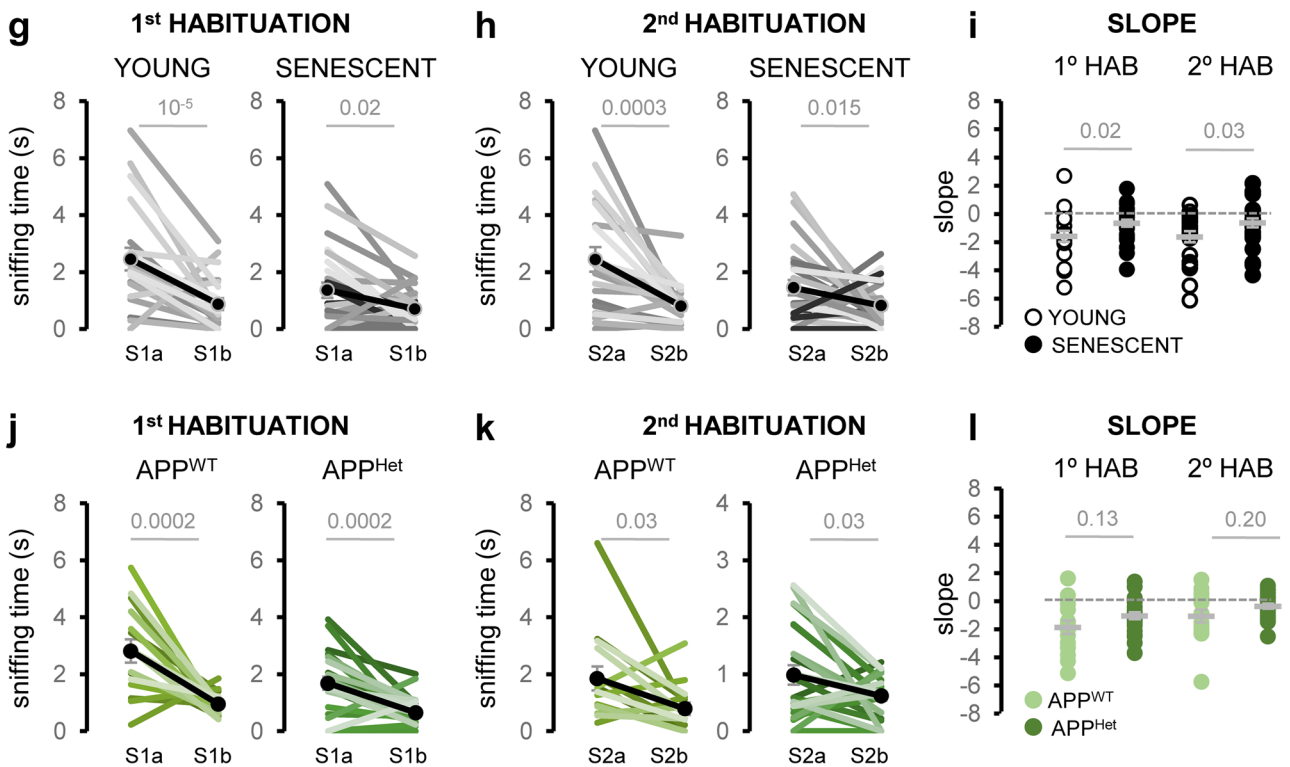 g 1st HABITUATION
YOUNG SENESCENT
sniffing time (s)
8 6 4 2 0
10-5
S1a S1b
8 6 4 2 0
0.02
S1a S1b
h 2nd HABITUATION
YOUNG SENESCENT
sniffing time (s)
8 6 4 2 0
0.0003
S2a S2b
8 6 4 2 0
0.015
S2a S2b
i SLOPE
1º HAB 2º HAB
slope
8 6 4 2 0 -2 -4 -6 -8
0.02 0.03
YOUNG
SENESCENT
j 1st HABITUATION
APPWT APPHet
sniffing time (s)
8 6 4 2 0
0.0002
S1a S1b
8 6 4 2 0
0.0002
S1a S1b
k 2nd HABITUATION
APPWT APPHet
sniffing time (s)
8 6 4 2 0
0.03
S2a S2b
4 3 2 1 0
0.03
S2a S2b
l SLOPE
1º HAB 2º HAB
slope
8 6 4 2 0 -2 -4 -6 -8
0.13 0.20
APPWT
APPHet